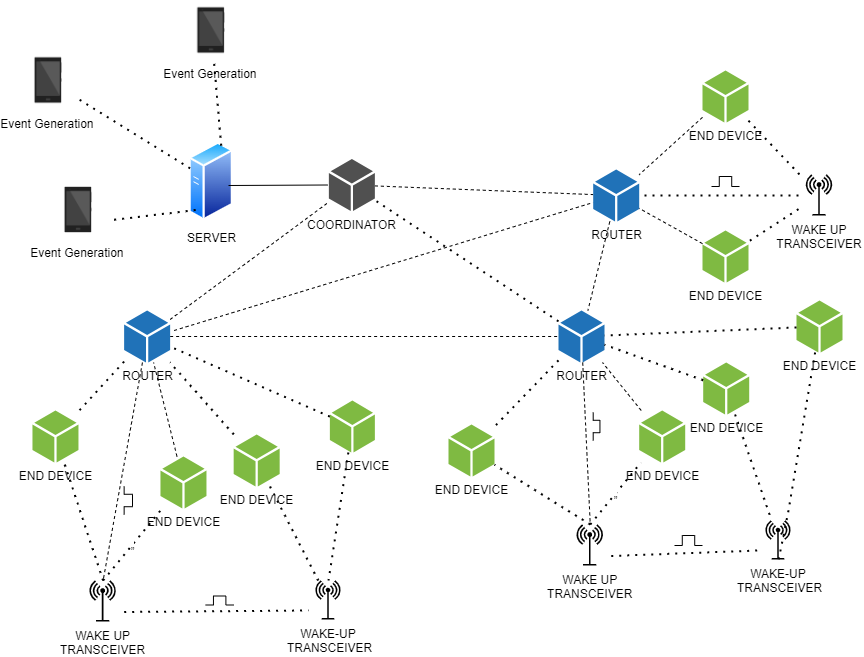 Event Generation
Event Generation
END DEVICE
COORDINATOR
SERVER
ROUTER
WAKE UP
TRANSCEIVER
Event Generation
END DEVICE
ROUTER
ROUTER
END DEVICE
END DEVICE
END DEVICE
END DEVICE
END DEVICE
END DEVICE
END DEVICE
END DEVICE
END DEVICE
WAKE UP
TRANSCEIVER
WAKE-UP
TRANSCEIVER
WAKE UP
TRANSCEIVER
WAKE-UP
TRANSCEIVER